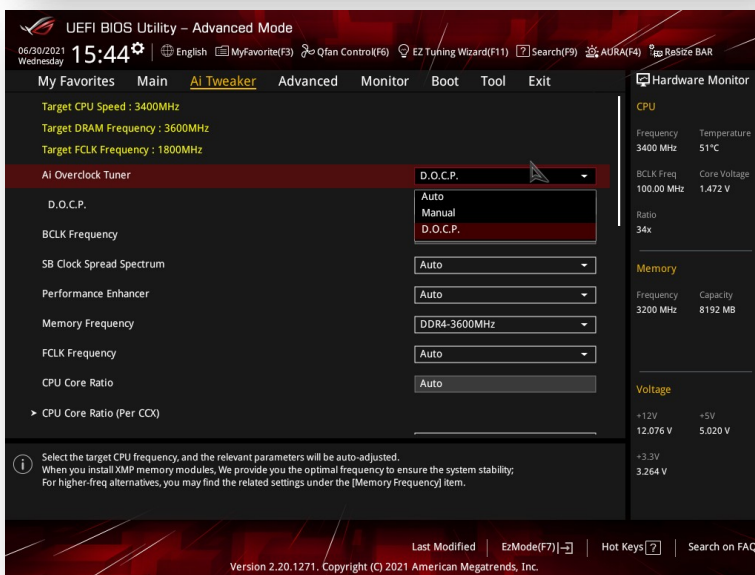 UEFI BIOS Utility – Advanced Mode
06/30/2021 Wednesday 15:44 English MyFavorite(F3) Qfan Control(F6) EZ Tuning Wizard(F11) ? Search(F9) AURA(F4) ReSize BAR
My Favorites Main Ai Tweaker Advanced Monitor Boot Tool Exit
Target CPU Speed : 3400MHz
Target DRAM Frequency : 3600MHz
Target FCLK Frequency : 1800MHz
Ai Overclock Tuner D.O.C.P.
Auto
Manual
D.O.C.P.
D.O.C.P.
BCLK Frequency
SB Clock Spread Spectrum Auto
Performance Enhancer Auto
Memory Frequency DDR4-3600MHz
FCLK Frequency Auto
CPU Core Ratio Auto
> CPU Core Ratio (Per CCX)
Select the target CPU frequency, and the relevant parameters will be auto-adjusted.
When you install XMP memory modules, We provide you the optimal frequency to ensure the system stability;
For higher-freq alternatives, you may find the related settings under the [Memory Frequency] item.
Hardware Monitor
CPU
Frequency Temperature
3400 MHz 51°C
BCLK Freq Core Voltage
100.00 MHz 1.472 V
Ratio
34x
Memory
Frequency Capacity
3200 MHz 8192 MB
Voltage
+12V +5V
12.076 V 5.020 V
+3.3V
3.264 V
Last Modified EzMode(F7) Hot Keys ? Search on FAQ
Version 2.20.1271. Copyright (C) 2021 American Megatrends, Inc.